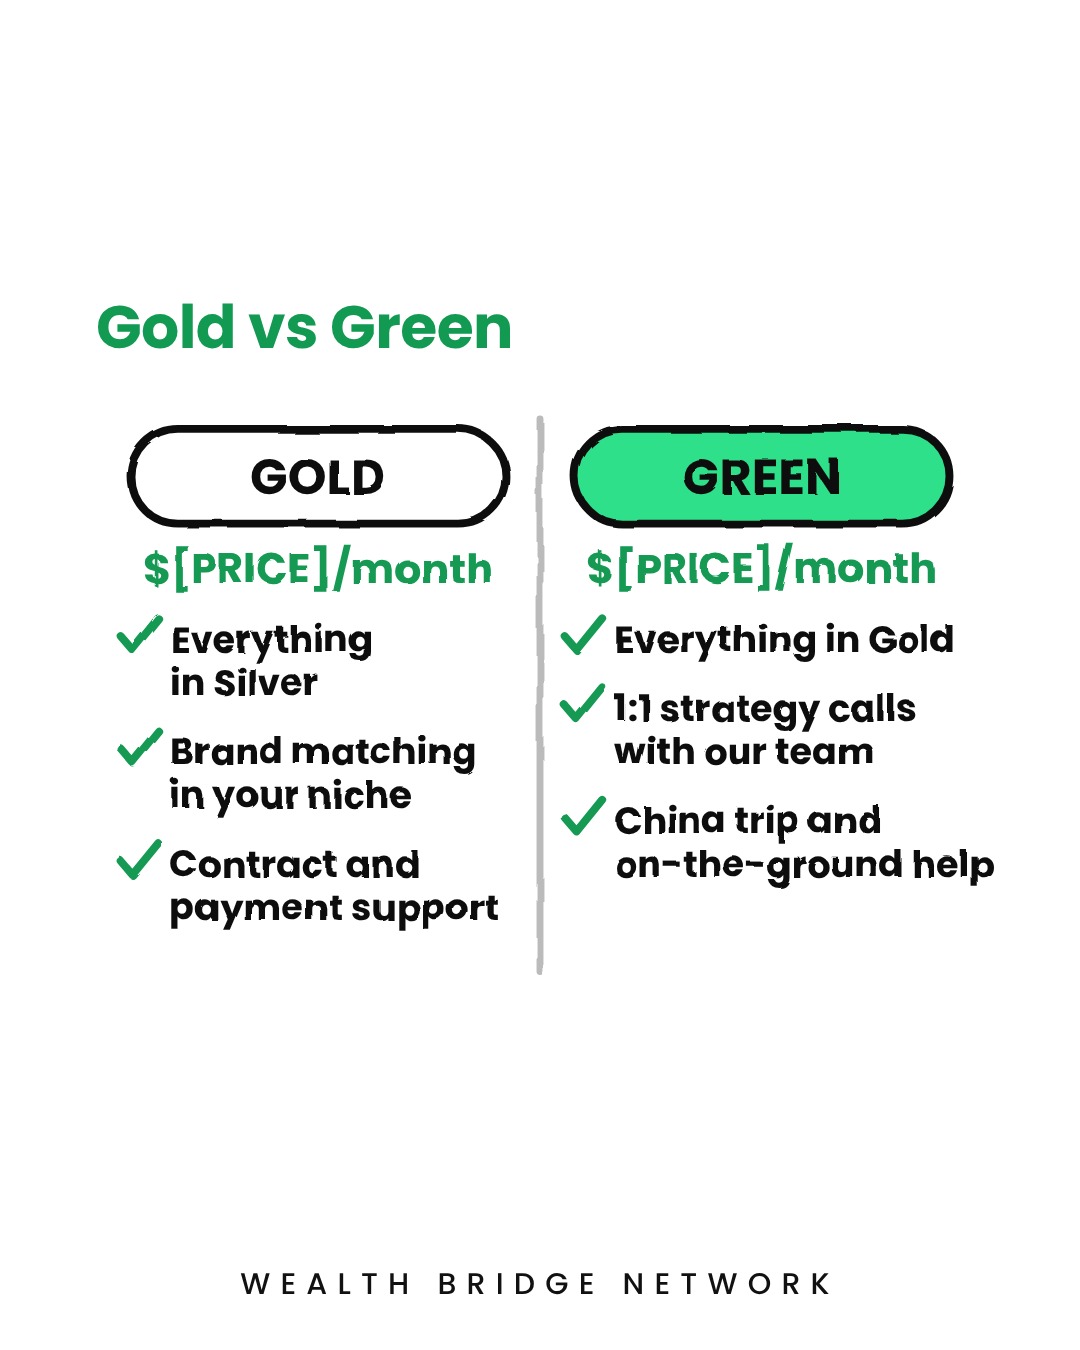 Gold vs Green
GOLD
$[PRICE]/month
Everything
in Silver
Brand matching
in your niche
Contract and
payment support
GREEN
$[PRICE]/month
Everything in Gold
1:1 strategy calls
with our team
China trip and
on-the-ground help
WEALTH BRIDGE NETWORK